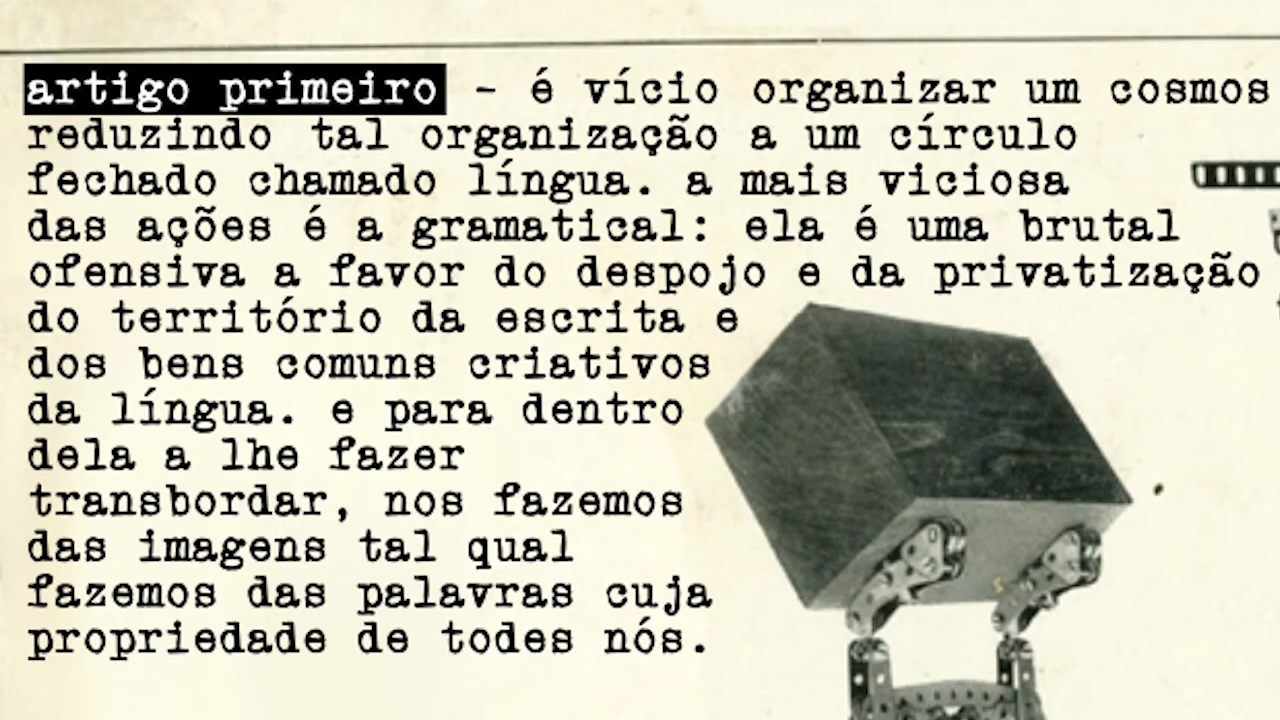 artigo primeiro - é vício organizar um cosmos
reduzindo tal organização a um círculo
fechado chamado língua. a mais viciosa
das ações é a gramatical: ela é uma brutal
ofensiva a favor do despojo e da privatização
do território da escrita e
dos bens comuns criativos
da língua. e para dentro
dela a lhe fazer
transbordar, nos fazemos
das imagens tal qual
fazemos das palavras cuja
propriedade de todes nós.